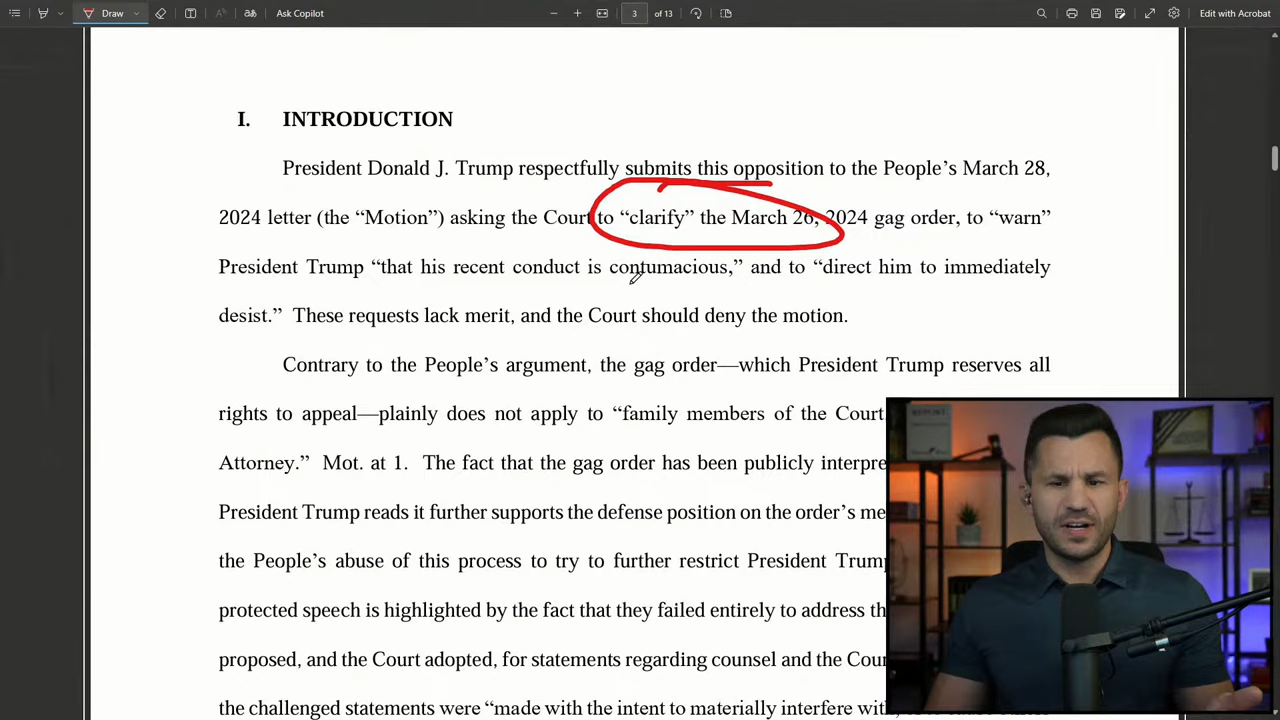 Draw
Ask Copilot
3 of 13
Edit with Acrobat
I. INTRODUCTION
President Donald J. Trump respectfully submits this opposition to the People’s March 28,
2024 letter (the “Motion”) asking the Court to “clarify” the March 26, 2024 gag order, to “warn”
President Trump “that his recent conduct is contumacious,” and to “direct him to immediately
desist.” These requests lack merit, and the Court should deny the motion.
Contrary to the People’s argument, the gag order—which President Trump reserves all
rights to appeal—plainly does not apply to “family members of the Court
Attorney.” Mot. at 1. The fact that the gag order has been publicly
President Trump reads it further supports the defense position on the order’s
the People’s abuse of this process to try to further restrict President Trump
protected speech is highlighted by the fact that they failed entirely to address
proposed, and the Court adopted, for statements regarding counsel and the
the challenged statements were “made with the intent to materially interfere